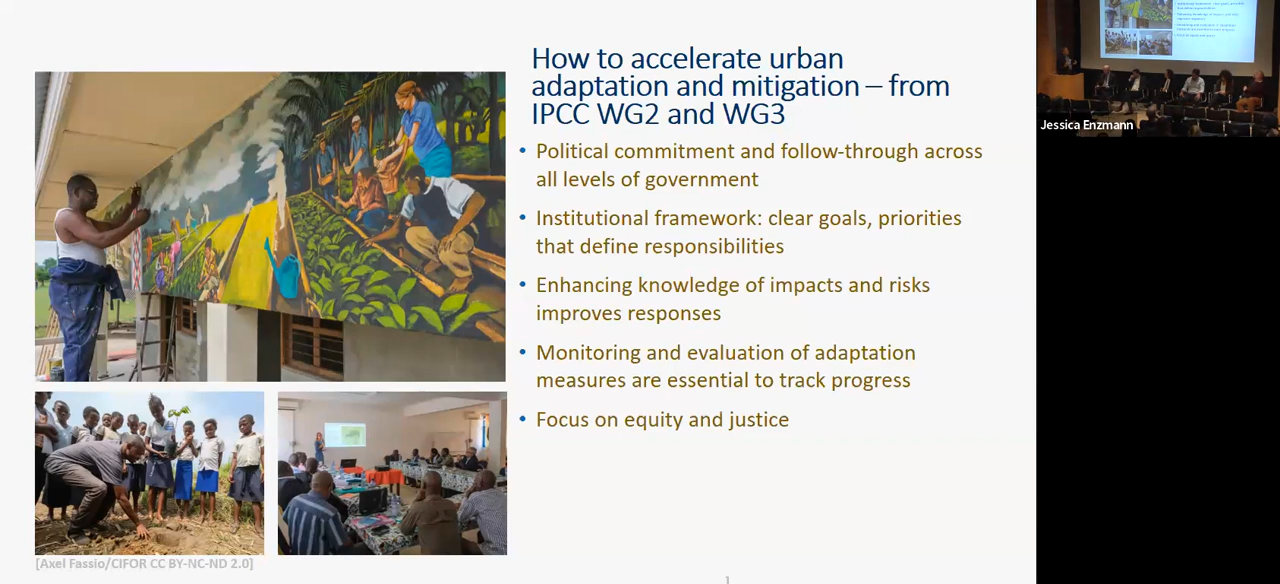 How to accelerate urban
adaptation and mitigation – from
IPCC WG2 and WG3
• Political commitment and follow-through across
all levels of government
• Institutional framework: clear goals, priorities
that define responsibilities
• Enhancing knowledge of impacts and risks
improves responses
• Monitoring and evaluation of adaptation
measures are essential to track progress
• Focus on equity and justice
[Axel Fassio/CIFOR CC BY-NC-ND 2.0]
1
Jessica Enzmann